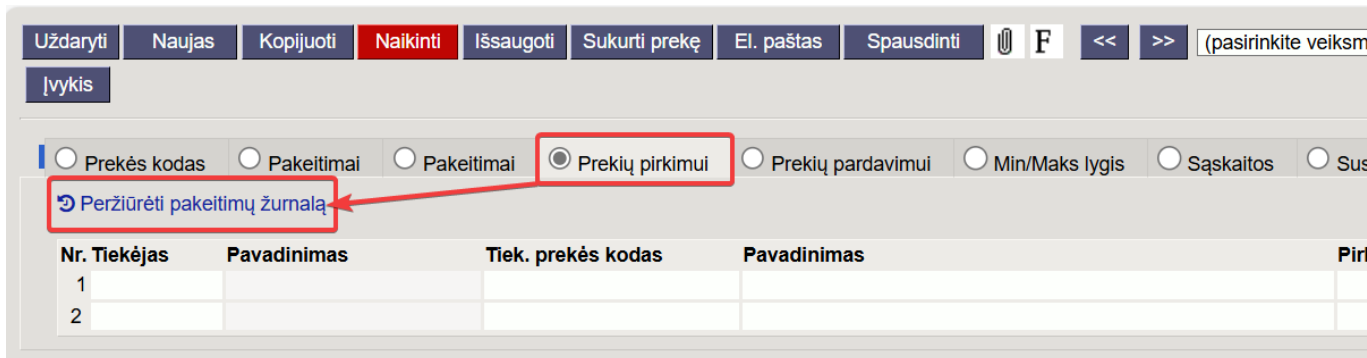 Uždaryti Naujas Kopijuoti Naikinti Išsaugoti Sukurti prekę El. paštas Spausdinti F << >> (pasirinkite veiksm
Įvykis
Prekės kodas Pakeitimai Pakeitimai Prekių pirkimui Prekių pardavimui Min/Maks lygis Sąskaitos Sus
Peržiūrėti pakeitimų žurnalą
Nr. Tiekėjas Pavadinimas Tiek. prekės kodas Pavadinimas Pirl
1
2